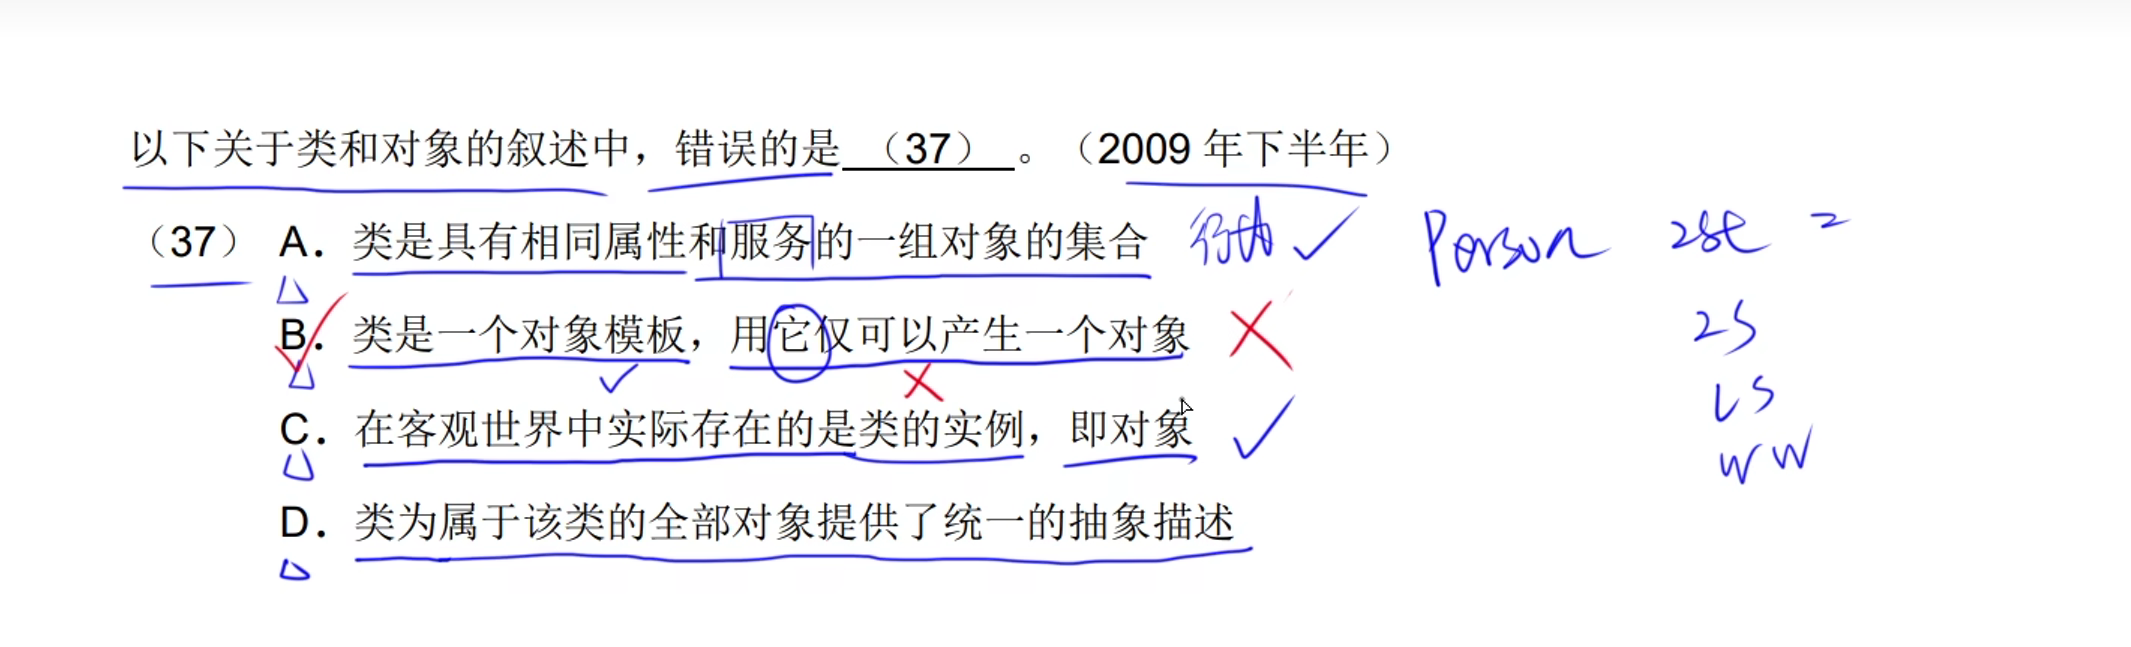 以下关于类和对象的叙述中，错误的是（37）。（2009 年下半年）
（37） A. 类是具有相同属性和服务的一组对象的集合 行为 Person
B. 类是一个对象模板，用它仅可以产生一个对象 2S
C. 在客观世界中实际存在的是类的实例，即对象 LS
WW
D. 类为属于该类的全部对象提供了统一的抽象描述